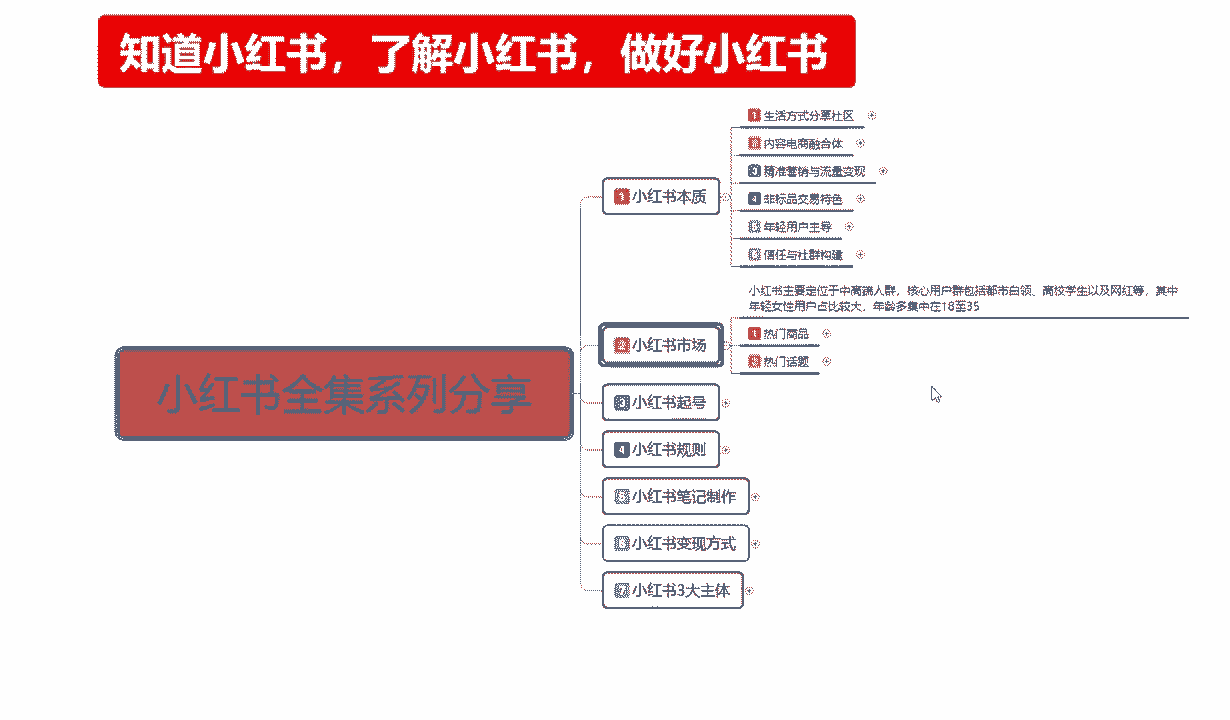 知道小红书，了解小红书，做好小红书
小红书全集系列分享
1 小红书本质
1 生活方式分享社区
2 内容电商融合体
3 精准营销与流量变现
4 非标品交易特色
5 年轻用户主导
6 信任与社群构建
2 小红书市场
小红书主要定位于中高端人群，核心用户群包括都市白领、高校学生以及网红等，其中
年轻女性用户占比较大，年龄多集中在18至35
1 热门商品
2 热门话题
3 小红书起号
4 小红书规则
5 小红书笔记制作
6 小红书变现方式
7 小红书3大主体